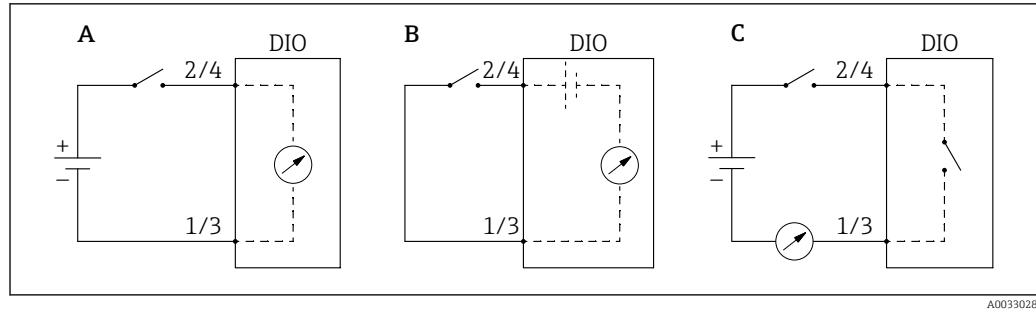 A B C
DIO DIO DIO
2/4 2/4 2/4
+ +
− −
1/3 1/3 1/3
A0033028